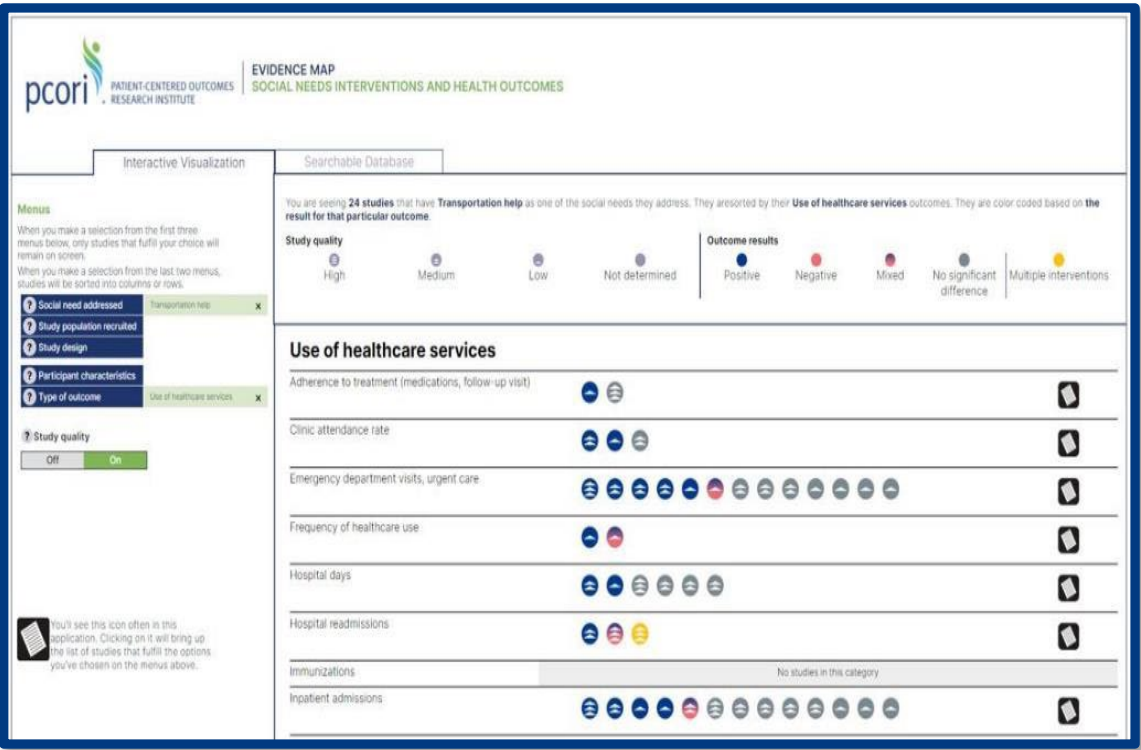 pcori
PATIENT-CENTERED OUTCOMES
RESEARCH INSTITUTE
EVIDENCE MAP
SOCIAL NEEDS INTERVENTIONS AND HEALTH OUTCOMES
Interactive Visualization
Searchable Database
Menus
When you make a selection from the first three
menus below, only studies that fulfill your choice will
remain on screen.
When you make a selection from the last two menus,
studies will be sorted into columns or rows.
? Social need addressed Transportation help x
? Study population recruited
? Study design
? Participant characteristics
? Type of outcome Use of healthcare services x
? Study quality
Off On
You'll see this icon often in this
application. Clicking on it will bring up
the list of studies that fulfill the options
you've chosen on the menus above.
You are seeing 24 studies that have Transportation help as one of the social needs they address. They aresorted by their Use of healthcare services outcomes. They are color coded based on the
result for that particular outcome.
Study quality
High Medium Low Not determined
Outcome results
Positive Negative Mixed No significant
difference
Multiple interventions
Use of healthcare services
Adherence to treatment (medications, follow-up visit)
Clinic attendance rate
Emergency department visits, urgent care
Frequency of healthcare use
Hospital days
Hospital readmissions
Immunizations No studies in this category
Inpatient admissions